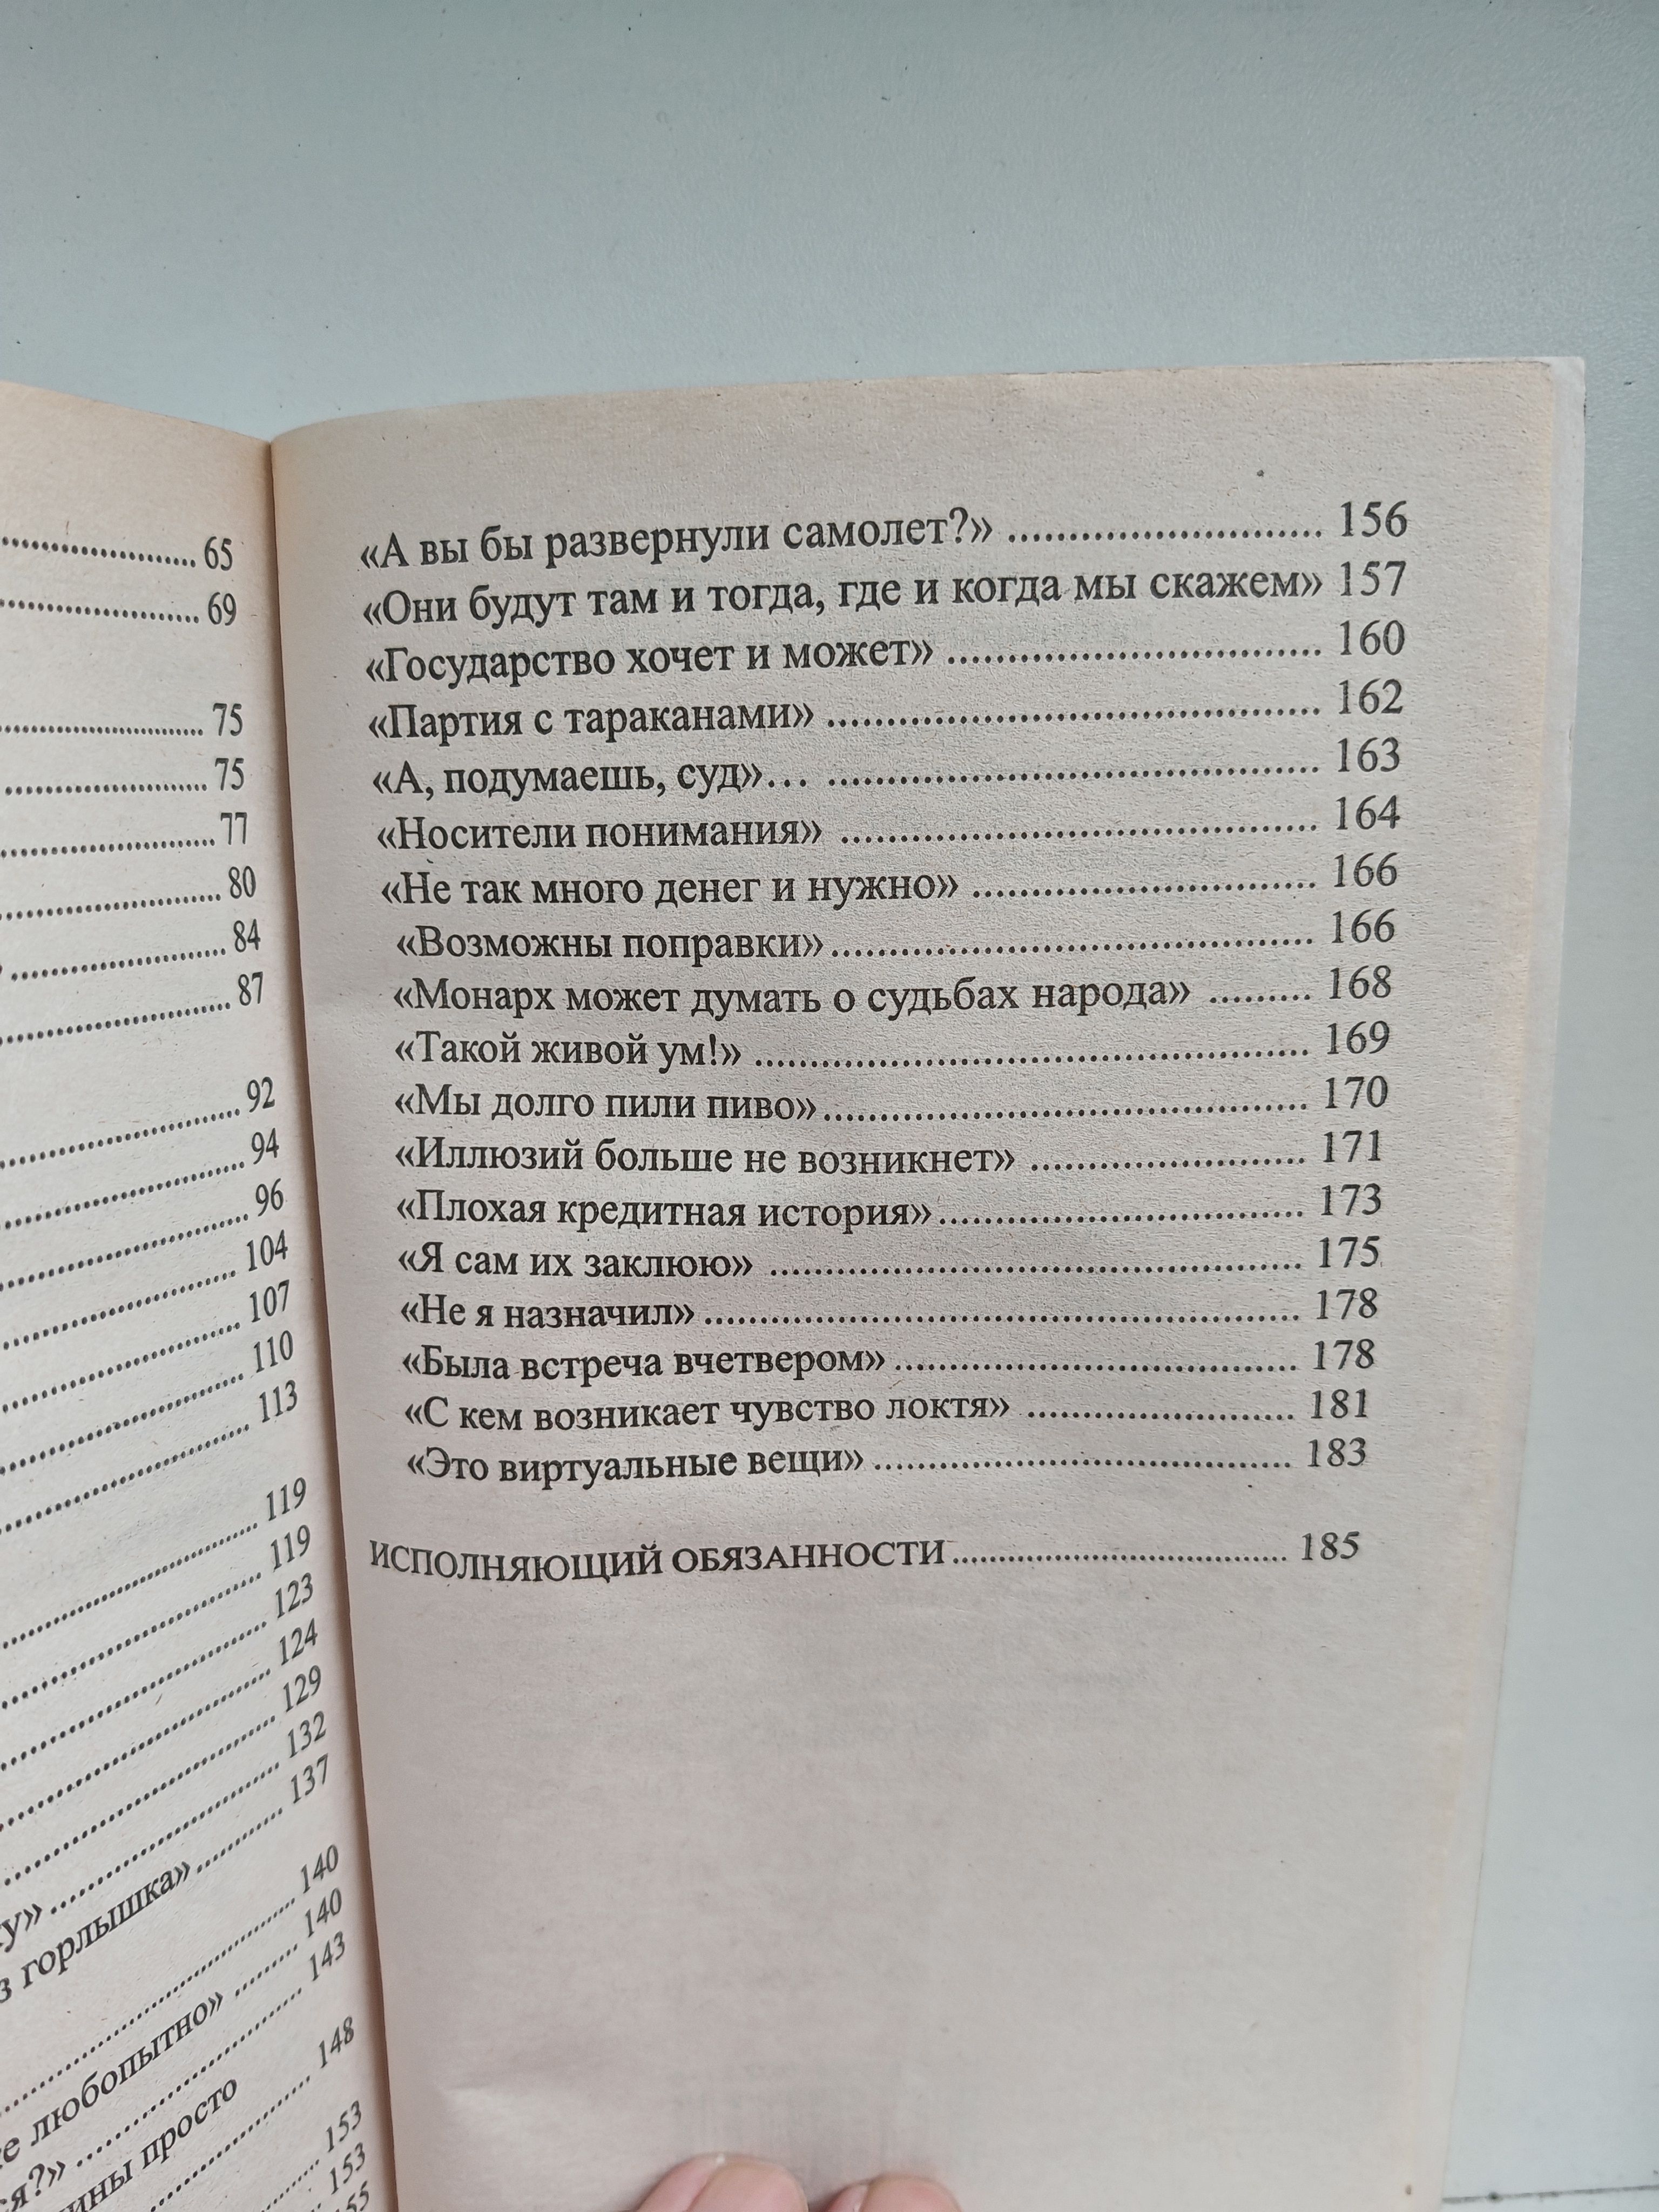 65
69
75
75
77
80
84
87
92
94
96
104
107
110
113
119
119
123
124
129
132
137
горлышка»
140
140
любопытно» 143
148
просто
153
153
«А вы бы развернули самолет?» 156
«Они будут там и тогда, где и когда мы скажем» 157
«Государство хочет и может» 160
«Партия с тараканами» 162
«А, подумаешь, суд»... 163
«Носители понимания» 164
«Не так много денег и нужно» 166
«Возможны поправки» 166
«Монарх может думать о судьбах народа» 168
«Такой живой ум!» 169
«Мы долго пили пиво» 170
«Иллюзий больше не возникнет» 171
«Плохая кредитная история» 173
«Я сам их заклюю» 175
«Не я назначил» 178
«Была встреча вчетвером» 178
«С кем возникает чувство локтя» 181
«Это виртуальные вещи» 183
ИСПОЛНЯЮЩИЙ ОБЯЗАННОСТИ 185